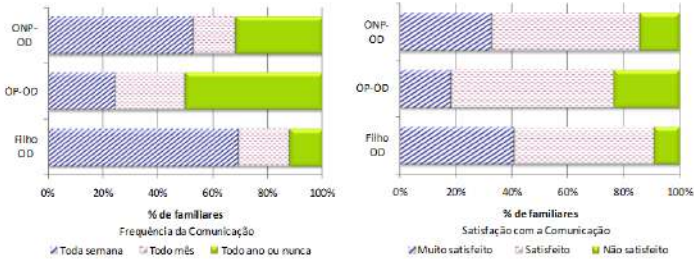 ONP-
OD
OP-OD
Filho
OD
0% 20% 40% 60% 80% 100%
% de familiares
Frequência da Comunicação
Toda semana Todo mês Todo ano ou nunca
ONP-
OD
OP-OD
Filho
OD
0% 20% 40% 60% 80% 100%
% de familiares
Satisfação com a Comunicação
Muito satisfeito Satisfeito Não satisfeito